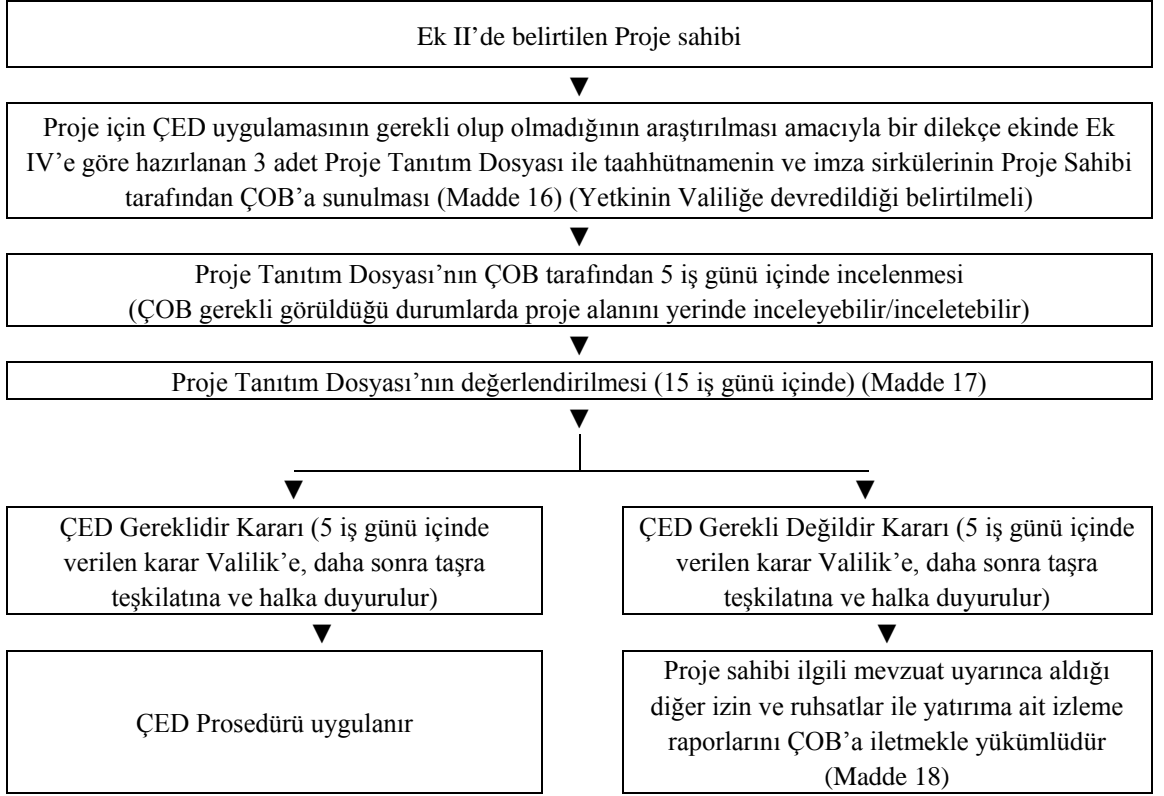 Ek II’de belirtilen Proje sahibi
Proje için ÇED uygulamasının gerekli olup olmadığının araştırılması amacıyla bir dilekçe ekinde Ek
IV’e göre hazırlanan 3 adet Proje Tanıtım Dosyası ile taahhütnamenin ve imza sirkülerinin Proje Sahibi
tarafından ÇOB’a sunulması (Madde 16) (Yetkinin Valiliğe devredildiği belirtilmeli)
Proje Tanıtım Dosyası’nın ÇOB tarafından 5 iş günü içinde incelenmesi
(ÇOB gerekli görüldüğü durumlarda proje alanını yerinde inceleyebilir/inceletebilir)
Proje Tanıtım Dosyası’nın değerlendirilmesi (15 iş günü içinde) (Madde 17)
ÇED Gereklidir Kararı (5 iş günü içinde
verilen karar Valilik’e, daha sonra taşra
teşkilatına ve halka duyurulur)
ÇED Gerekli Değildir Kararı (5 iş günü içinde
verilen karar Valilik’e, daha sonra taşra
teşkilatına ve halka duyurulur)
ÇED Prosedürü uygulanır
Proje sahibi ilgili mevzuat uyarınca aldığı
diğer izin ve ruhsatlar ile yatırıma ait izleme
raporlarını ÇOB’a iletmekle yükümlüdür
(Madde 18)